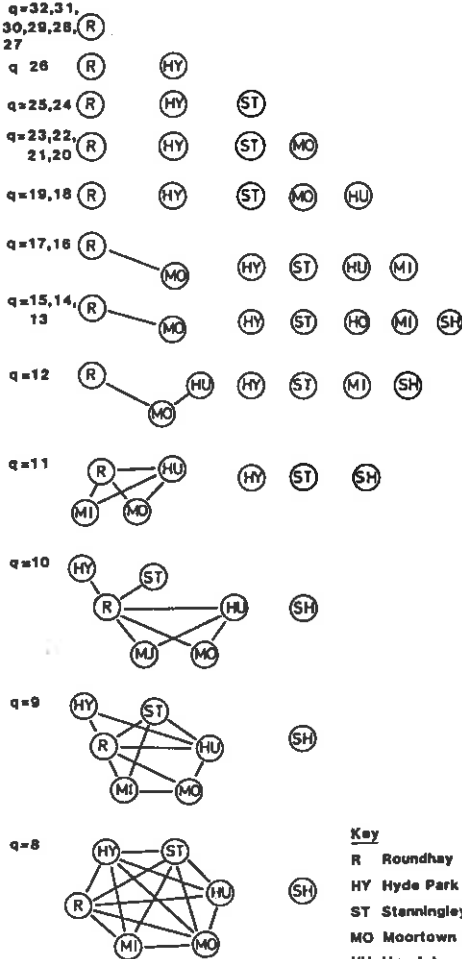 q=32,31,
30,29,28, R
27
q 26 R HY
q=25,24 R HY ST
q=23,22, R HY ST MO
21,20
q=19,18 R HY ST MO HU
q=17,16 R
MO HY ST HU MI
q=15,14, R
13 MO HY ST HO MI SH
q=12 R HU HY ST MI SH
MO
q=11 R HU HY ST SH
MI MO
q=10 HY ST
R HU SH
MJ MO
q=9 HY ST
R HU SH
MI MO
q=8 HY ST
R HU SH
MI MO
Key
R Roundhay
HY Hyde Park
ST Stanningley
MO Moortown